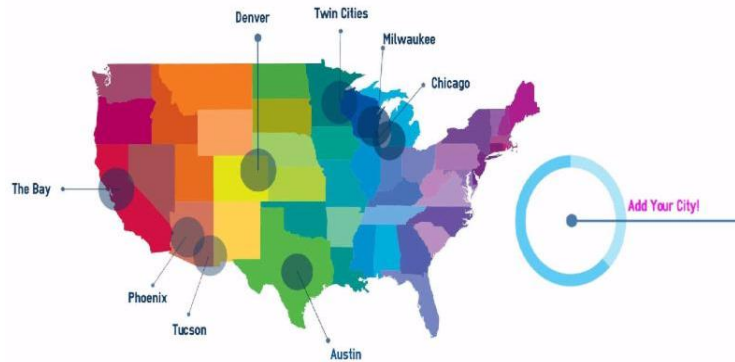 Twin Cities
Denver
Milwaukee
Chicago
The Bay
Add Your City!
Phoenix
Tucson
Austin